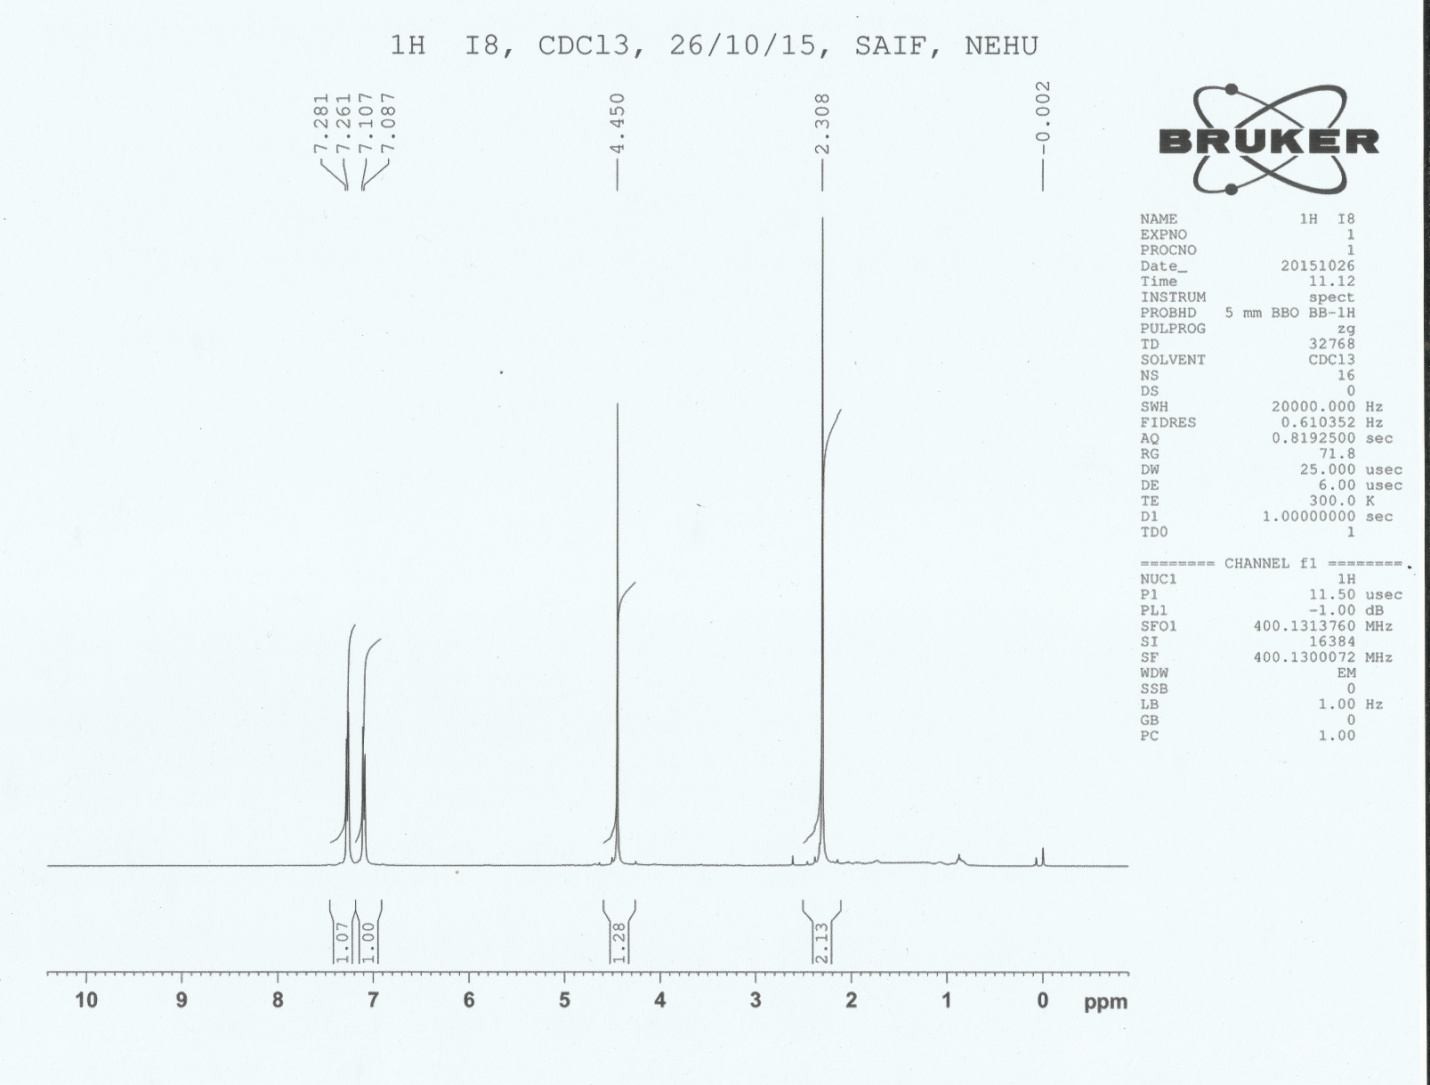 1H  I8, CDCl3, 26/10/15, SAIF, NEHU
7.281
7.261
7.107
7.087
4.450
2.308
-0.002
BRUKER
NAME 1H  I8
EXPNO 1
PROCNO 1
Date_ 20151026
Time 11.12
INSTRUM spect
PROBHD 5 mm BBO BB-1H
PULPROG zg
TD 32768
SOLVENT CDCl3
NS 16
DS 0
SWH 20000.000 Hz
FIDRES 0.610352 Hz
AQ 0.8192500 sec
RG 71.8
DW 25.000 usec
DE 6.00 usec
TE 300.0 K
D1 1.00000000 sec
TD0 1
======== CHANNEL f1 ========
NUC1 1H
P1 11.50 usec
PL1 -1.00 dB
SFO1 400.1313760 MHz
SI 16384
SF 400.1300072 MHz
WDW EM
SSB 0
LB 1.00 Hz
GB 0
PC 1.00
1.07
1.00
1.28
2.13
10 9 8 7 6 5 4 3 2 1 0 ppm